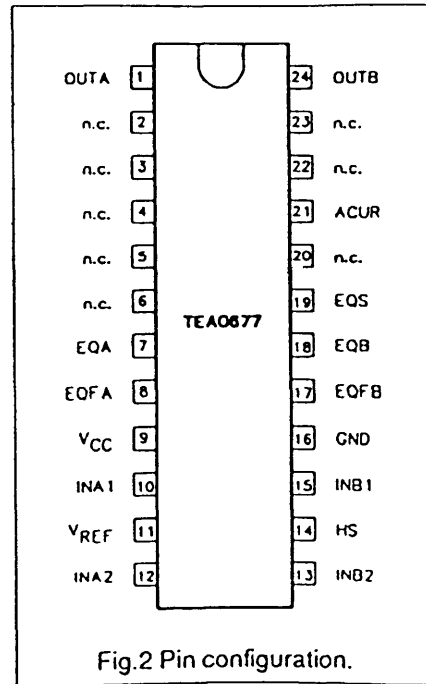 OUTA 1 24 OUTB
n.c. 2 23 n.c.
n.c. 3 22 n.c.
n.c. 4 21 ACUR
n.c. 5 20 n.c.
n.c. 6 19 EQS
TEA0677
EQA 7 18 EQB
EQFA 8 17 EQFB
VCC 9 16 GND
INA1 10 15 INB1
VREF 11 14 HS
INA2 12 13 INB2
Fig.2 Pin configuration.